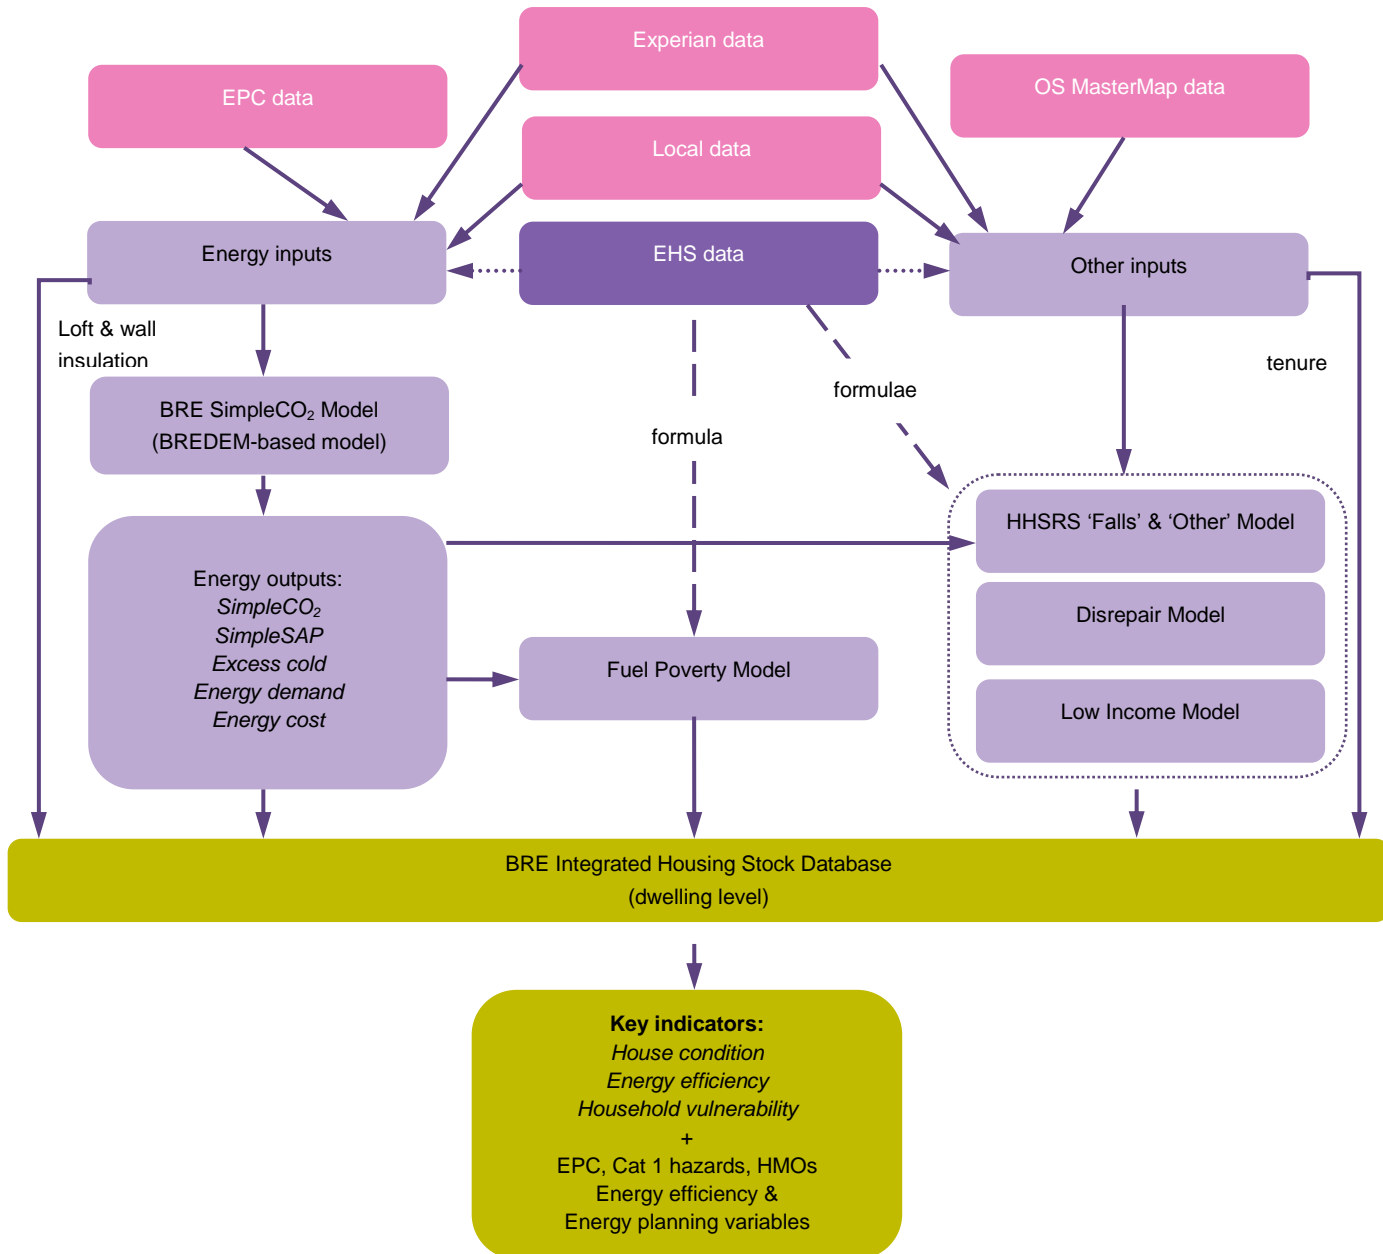 Experian data
EPC data
OS MasterMap data
Local data
Energy inputs
EHS data
Other inputs
Loft & wall
insulation
tenure
BRE SimpleCO₂ Model
(BREDEM-based model)
formulae
formula
HHSRS ‘Falls’ & ‘Other’ Model
Energy outputs:
SimpleCO₂
SimpleSAP
Excess cold
Energy demand
Energy cost
Disrepair Model
Fuel Poverty Model
Low Income Model
BRE Integrated Housing Stock Database
(dwelling level)
Key indicators:
House condition
Energy efficiency
Household vulnerability
+
EPC, Cat 1 hazards, HMOs
Energy efficiency &
Energy planning variables